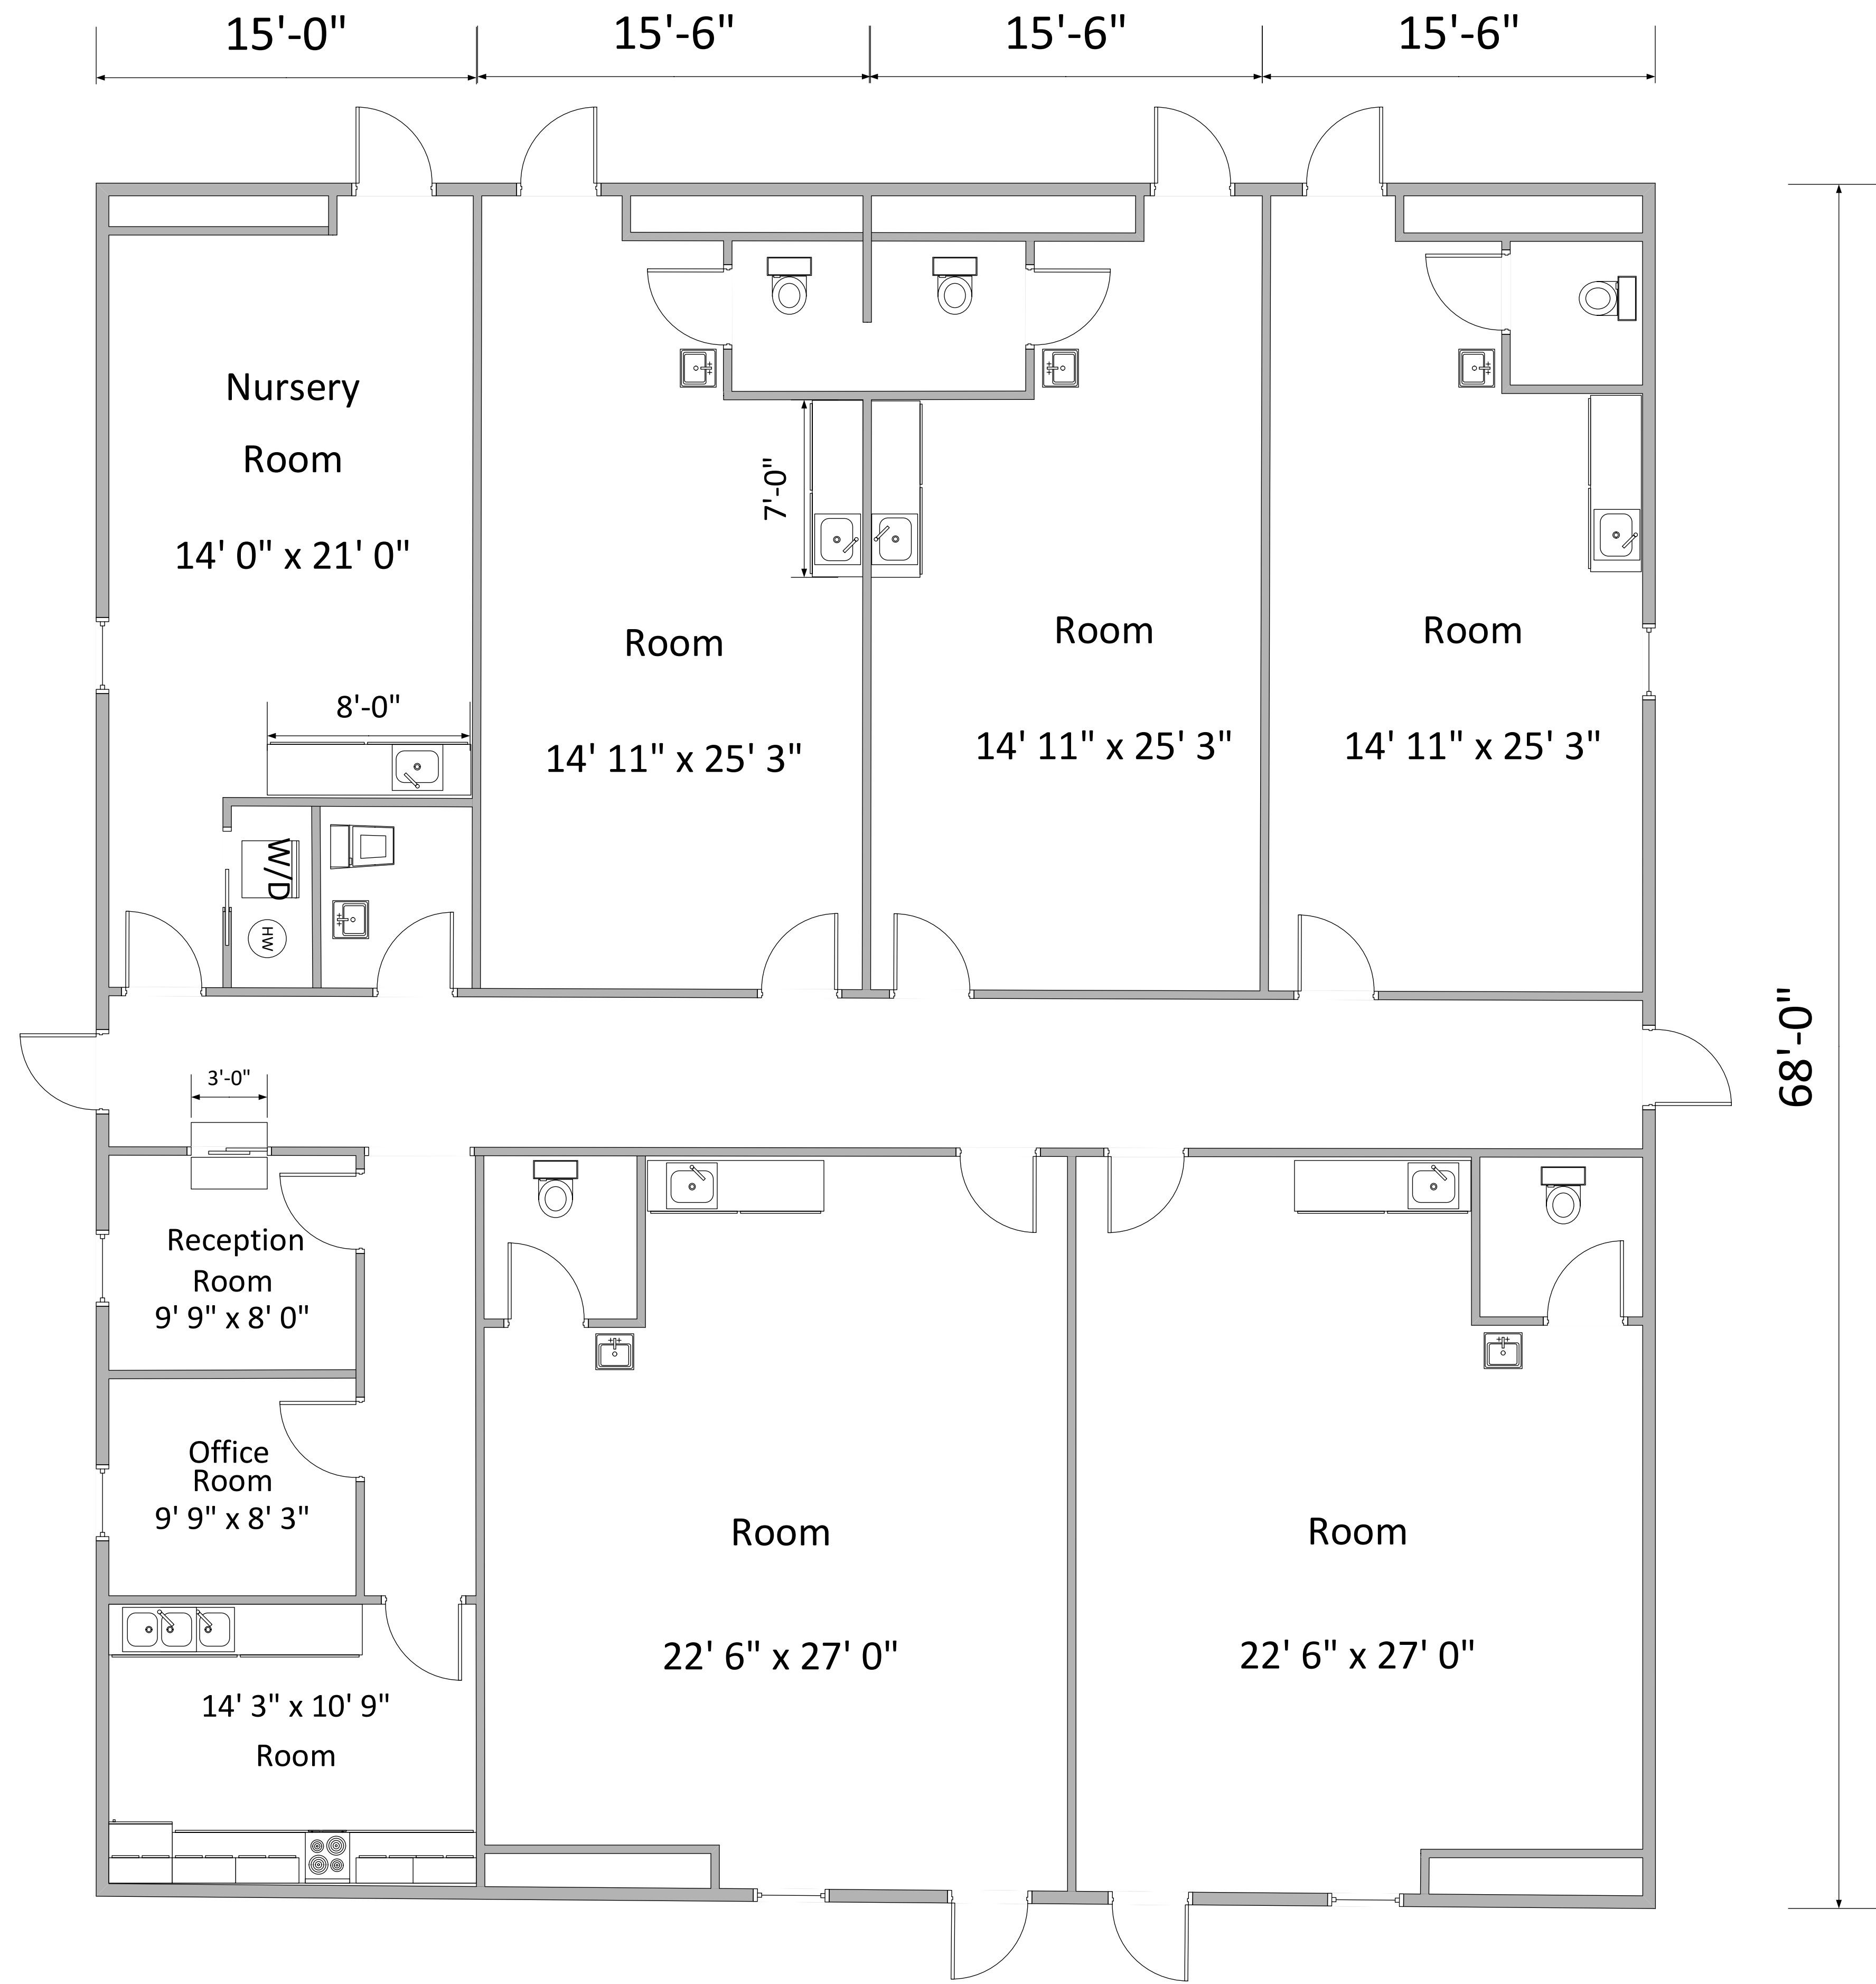 15'-0"
15'-6"
15'-6"
15'-6"
Nursery
Room
14' 0" x 21' 0"
7'-0"
Room
14' 11" x 25' 3"
Room
14' 11" x 25' 3"
Room
14' 11" x 25' 3"
8'-0"
W/D
HW
68'-0"
3'-0"
Reception
Room
9' 9" x 8' 0"
Office
Room
9' 9" x 8' 3"
Room
22' 6" x 27' 0"
Room
22' 6" x 27' 0"
14' 3" x 10' 9"
Room